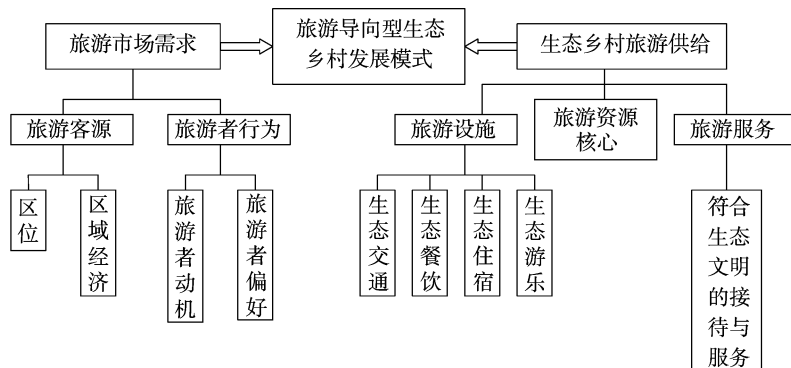 旅游市场需求
旅游导向型生态
乡村发展模式
生态乡村旅游供给
旅游客源
旅游者行为
旅游设施
旅游资源
核心
旅游服务
区位
区域经济
旅游者动机
旅游者偏好
生态交通
生态餐饮
生态住宿
生态游乐
符合
生态
文明
的接
待与
服务